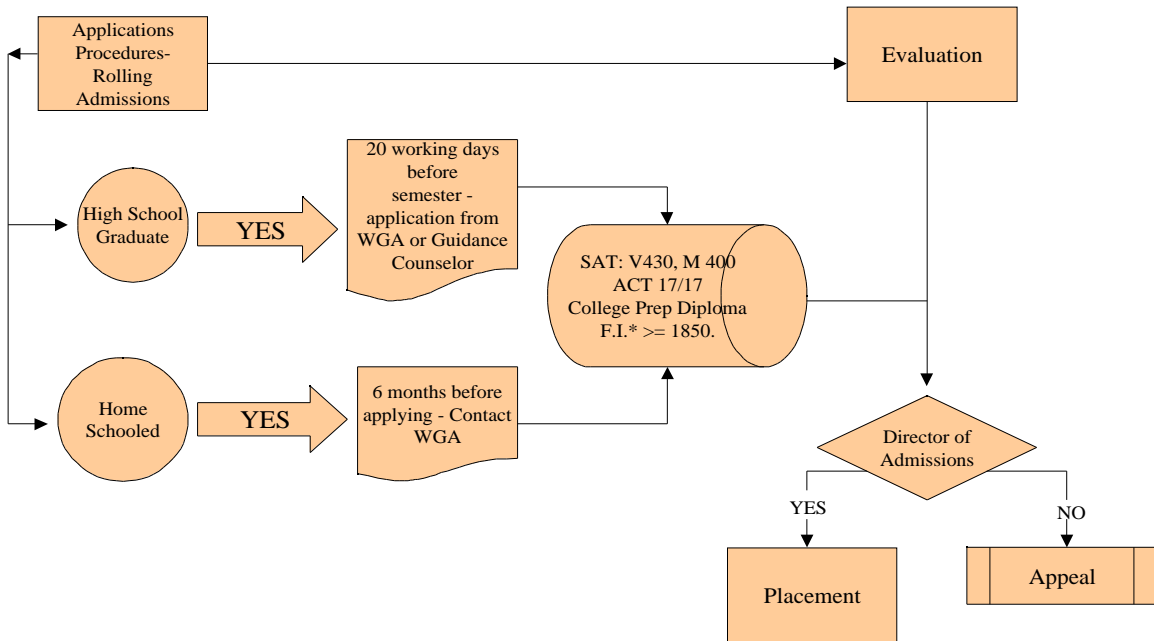 Applications
Procedures-
Rolling
Admissions
Evaluation
High School
Graduate
YES
20 working days
before
semester -
application from
WGA or Guidance
Counselor
SAT: V430, M 400
ACT 17/17
College Prep Diploma
F.I.* >= 1850.
Home
Schooled
YES
6 months before
applying - Contact
WGA
Director of
Admissions
YES
NO
Placement
Appeal